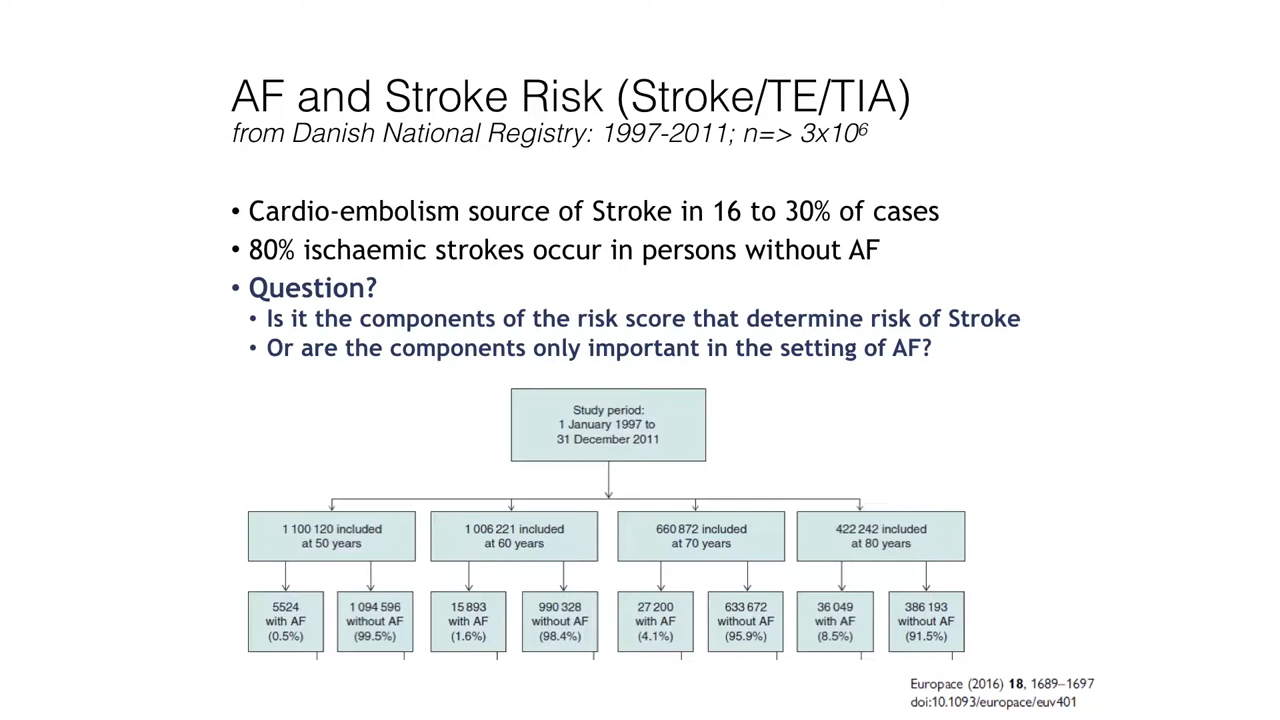 AF and Stroke Risk (Stroke/TE/TIA)
from Danish National Registry: 1997-2011; n=> 3x10⁶
• Cardio-embolism source of Stroke in 16 to 30% of cases
• 80% ischaemic strokes occur in persons without AF
• Question?
• Is it the components of the risk score that determine risk of Stroke
• Or are the components only important in the setting of AF?
Study period:
1 January 1997 to
31 December 2011
1 100 120 included
at 50 years
1 006 221 included
at 60 years
660 872 included
at 70 years
422 242 included
at 80 years
5524
with AF
(0.5%)
1 094 596
without AF
(99.5%)
15 893
with AF
(1.6%)
990 328
without AF
(98.4%)
27 200
with AF
(4.1%)
633 672
without AF
(95.9%)
36 049
with AF
(8.5%)
386 193
without AF
(91.5%)
Europace (2016) 18, 1689–1697
doi:10.1093/europace/euv401